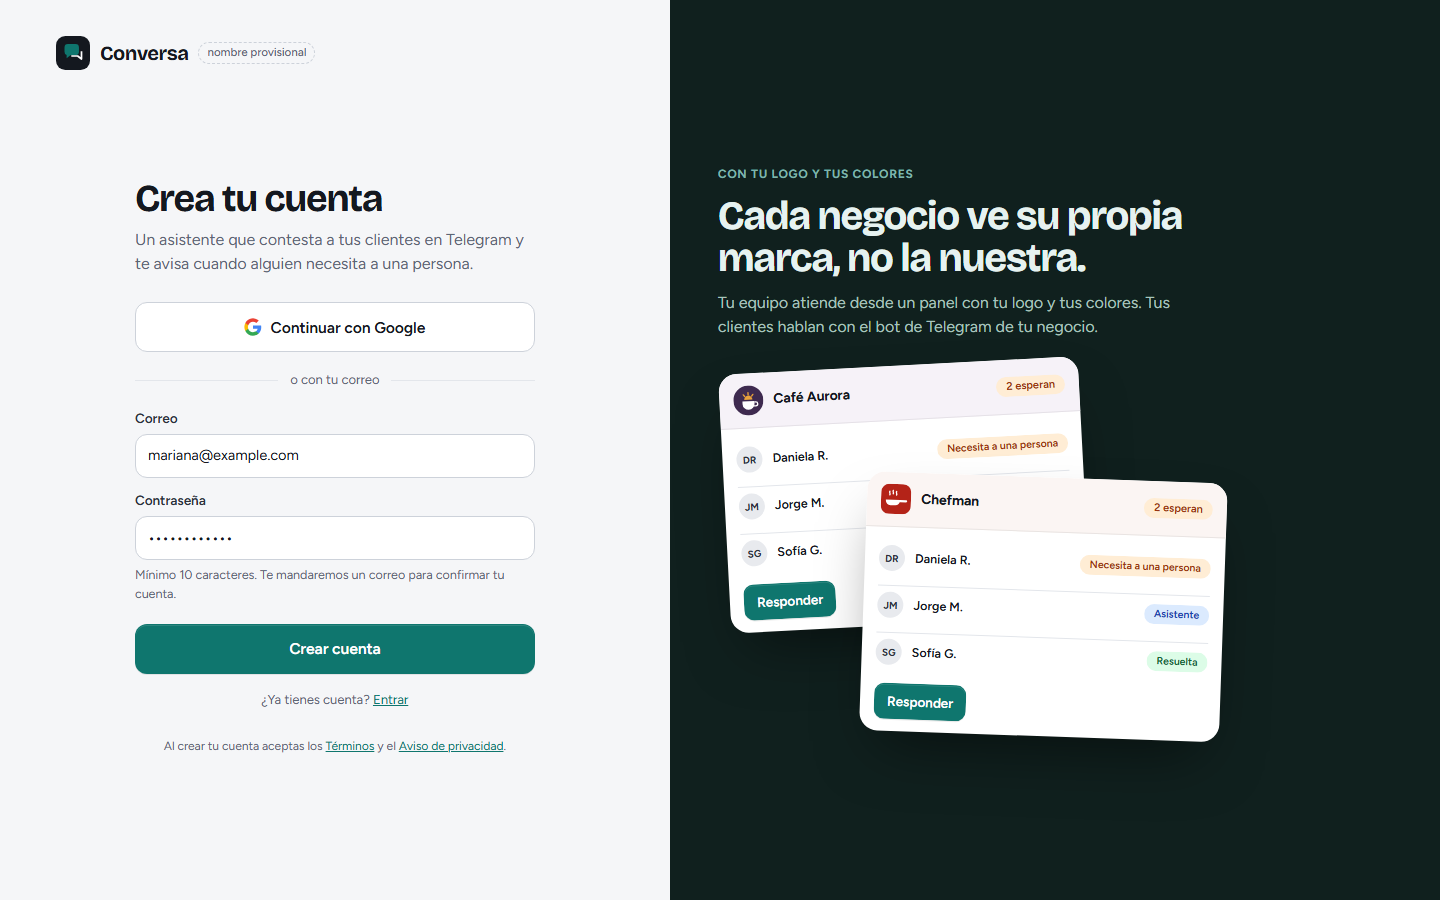 Conversa
nombre provisional
Crea tu cuenta
Un asistente que contesta a tus clientes en Telegram y
te avisa cuando alguien necesita a una persona.
Continuar con Google
o con tu correo
Correo
mariana@example.com
Contraseña
••••••••••••
Mínimo 10 caracteres. Te mandaremos un correo para confirmar tu
cuenta.
Crear cuenta
¿Ya tienes cuenta? Entrar
Al crear tu cuenta aceptas los Términos y el Aviso de privacidad.
CON TU LOGO Y TUS COLORES
Cada negocio ve su propia
marca, no la nuestra.
Tu equipo atiende desde un panel con tu logo y tus colores. Tus
clientes hablan con el bot de Telegram de tu negocio.
Café Aurora
2 esperan
DR
Daniela R.
Necesita a una persona
JM
Jorge M.
SG
Sofía G.
Responder
Chefman
2 esperan
DR
Daniela R.
Necesita a una persona
JM
Jorge M.
Asistente
SG
Sofía G.
Resuelta
Responder